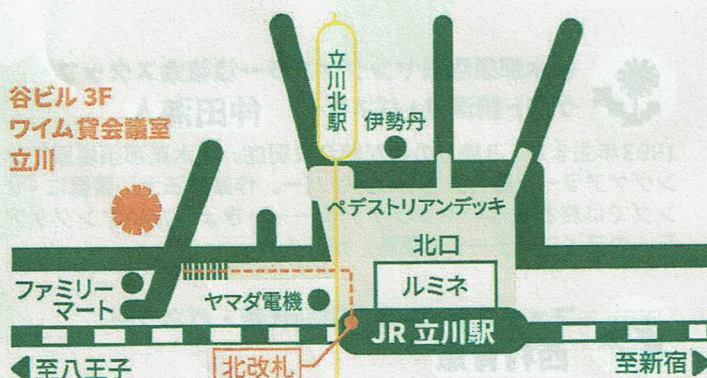 谷ビル 3F
ワイム貸会議室
立川
立川北駅
伊勢丹
ペデストリアンデッキ
北口
ルミネ
ファミリー
マート
ヤマダ電機
JR 立川駅
北改札
至八王子
至新宿